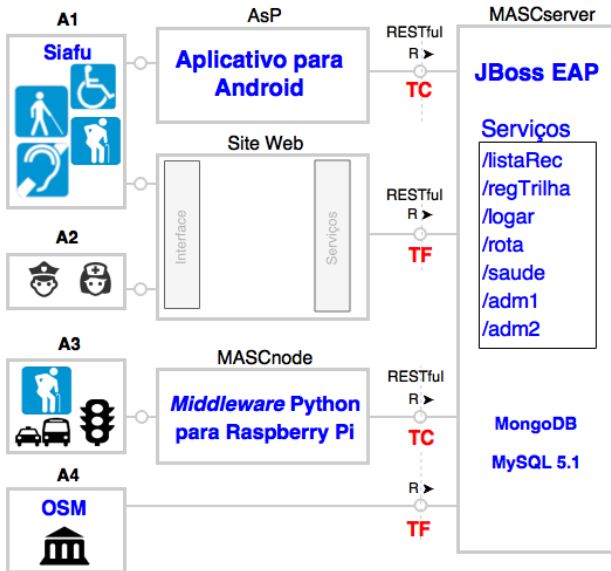 A1
AsP
MASCserver
Siafu
Aplicativo para
Android
RESTful
R ➤
TC
JBoss EAP
Site Web
Interface
Serviços
RESTful
R ➤
TF
Serviços
/listaRec
/regTrilha
/logar
/rota
/saude
/adm1
/adm2
A2
A3
MASCnode
Middleware Python
para Raspberry Pi
RESTful
R ➤
TC
MongoDB
MySQL 5.1
A4
OSM
R ➤
TF